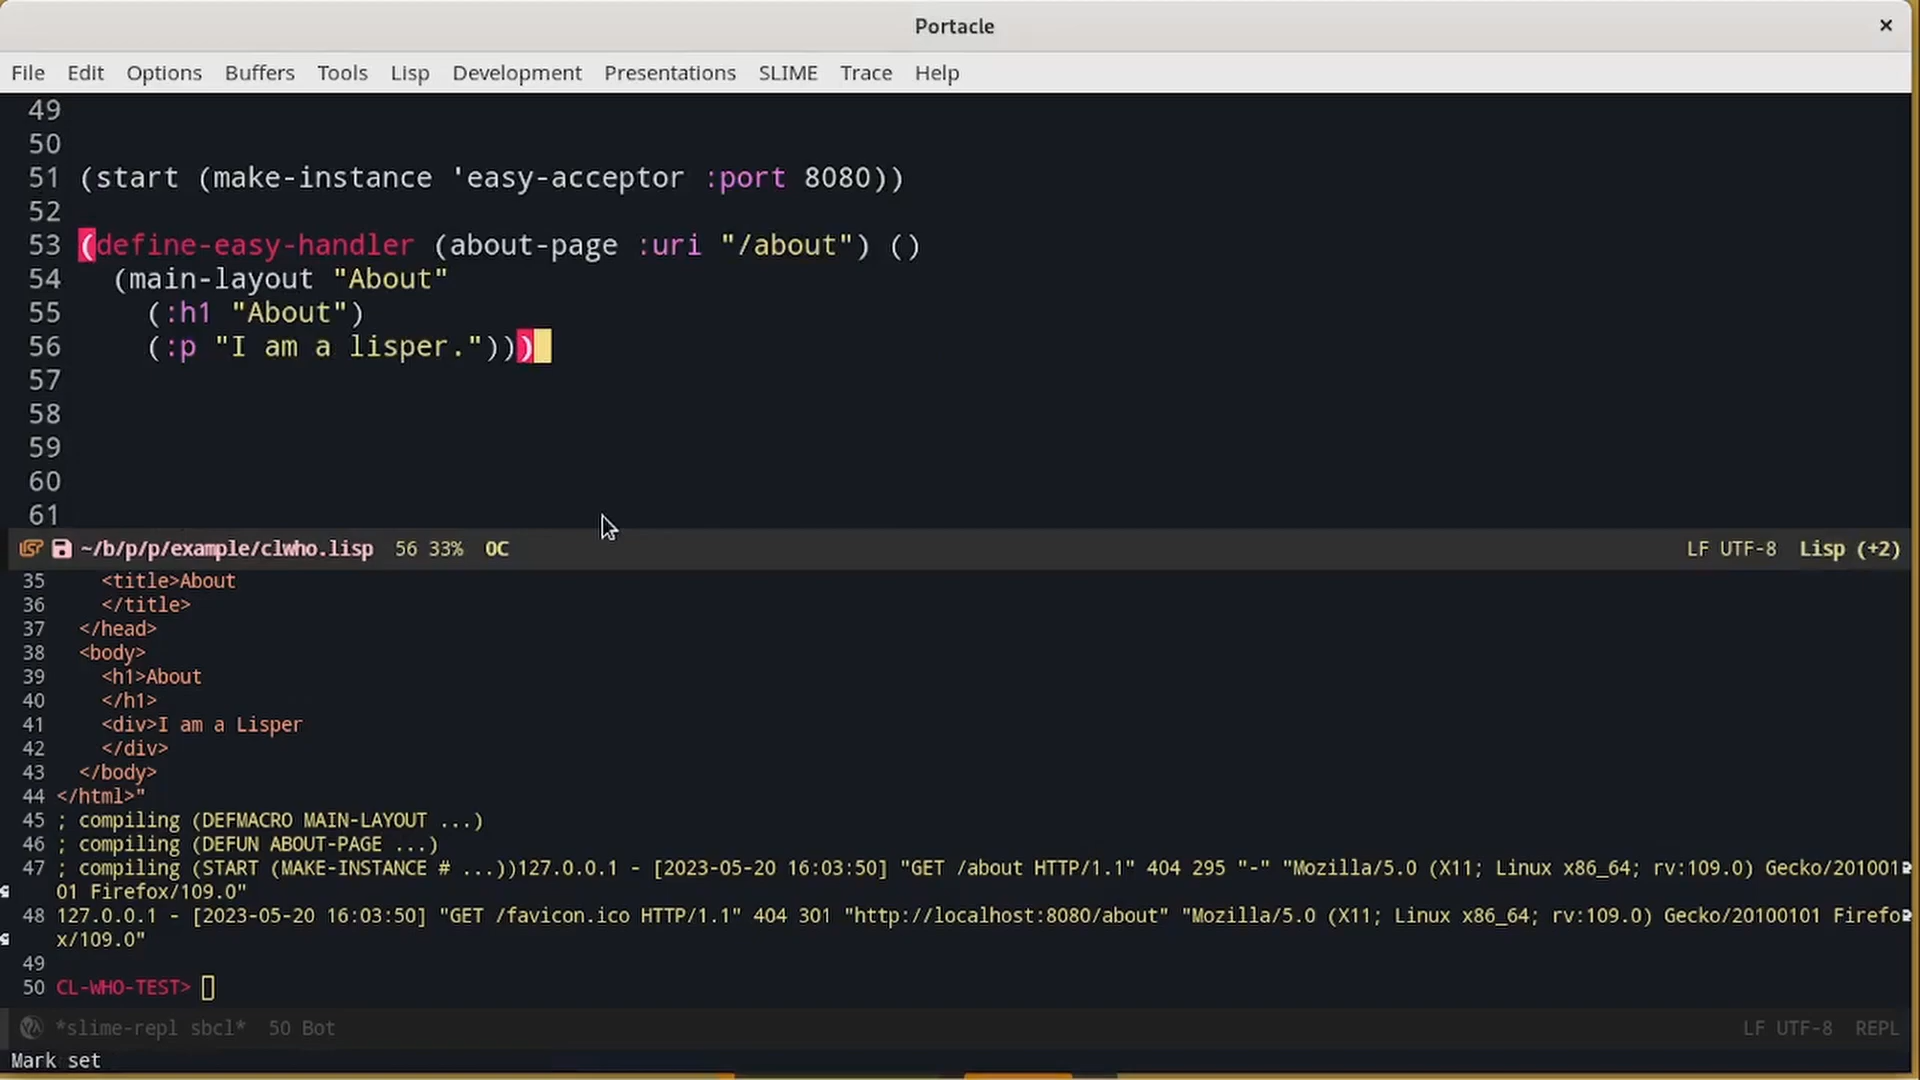 Portacle ×
File Edit Options Buffers Tools Lisp Development Presentations SLIME Trace Help
49
50
51 (start (make-instance 'easy-acceptor :port 8080))
52
53 (define-easy-handler (about-page :uri "/about") ()
54   (main-layout "About"
55     (:h1 "About")
56     (:p "I am a lisper.")))
57
58
59
60
61
~/b/p/p/example/clwho.lisp 56 33% OC LF UTF-8 Lisp (+2)
35     <title>About
36     </title>
37   </head>
38   <body>
39     <h1>About
40     </h1>
41     <div>I am a Lisper
42     </div>
43   </body>
44 </html>"
45 ; compiling (DEFMACRO MAIN-LAYOUT ...)
46 ; compiling (DEFUN ABOUT-PAGE ...)
47 ; compiling (START (MAKE-INSTANCE # ...))127.0.0.1 - [2023-05-20 16:03:50] "GET /about HTTP/1.1" 404 295 "-" "Mozilla/5.0 (X11; Linux x86_64; rv:109.0) Gecko/201001
01 Firefox/109.0"
48 127.0.0.1 - [2023-05-20 16:03:50] "GET /favicon.ico HTTP/1.1" 404 301 "http://localhost:8080/about" "Mozilla/5.0 (X11; Linux x86_64; rv:109.0) Gecko/20100101 Firefo
x/109.0"
49
50 CL-WHO-TEST>
*slime-repl sbcl* 50 Bot LF UTF-8 REPL
Mark set